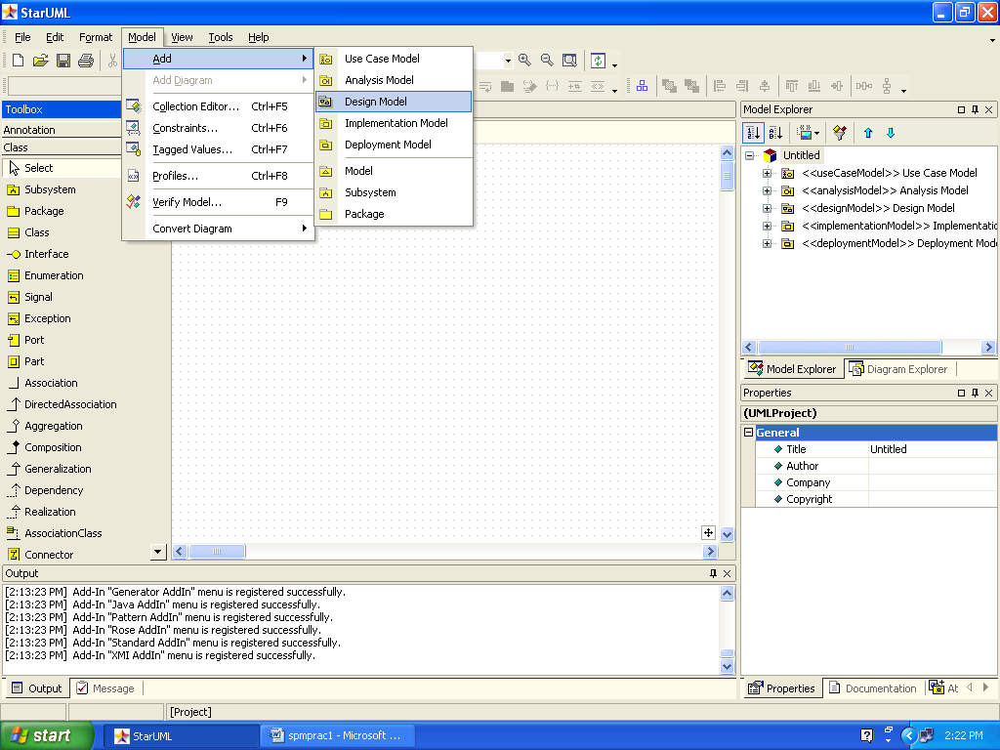 StarUML
File Edit Format Model View Tools Help
Add
Add Diagram
Collection Editor... Ctrl+F5
Constraints... Ctrl+F6
Tagged Values... Ctrl+F7
Profiles... Ctrl+F8
Verify Model... F9
Convert Diagram
Use Case Model
Analysis Model
Design Model
Implementation Model
Deployment Model
Model
Subsystem
Package
Toolbox
Annotation
Class
Select
Subsystem
Package
Class
Interface
Enumeration
Signal
Exception
Port
Part
Association
DirectedAssociation
Aggregation
Composition
Generalization
Dependency
Realization
AssociationClass
Connector
Model Explorer
Untitled
<<useCaseModel>> Use Case Model
<<analysisModel>> Analysis Model
<<designModel>> Design Model
<<implementationModel>> Implementatio
<<deploymentModel>> Deployment Mode
Model Explorer Diagram Explorer
Properties
(UMLProject)
General
Title Untitled
Author
Company
Copyright
Output
[2:13:23 PM] Add-In "Generator AddIn" menu is registered successfully.
[2:13:23 PM] Add-In "Java AddIn" menu is registered successfully.
[2:13:23 PM] Add-In "Pattern AddIn" menu is registered successfully.
[2:13:23 PM] Add-In "Rose AddIn" menu is registered successfully.
[2:13:23 PM] Add-In "Standard AddIn" menu is registered successfully.
[2:13:23 PM] Add-In "XMI AddIn" menu is registered successfully.
Output Message
Properties Documentation At
[Project]
start StarUML spmprac1 - Microsoft ... 2:22 PM